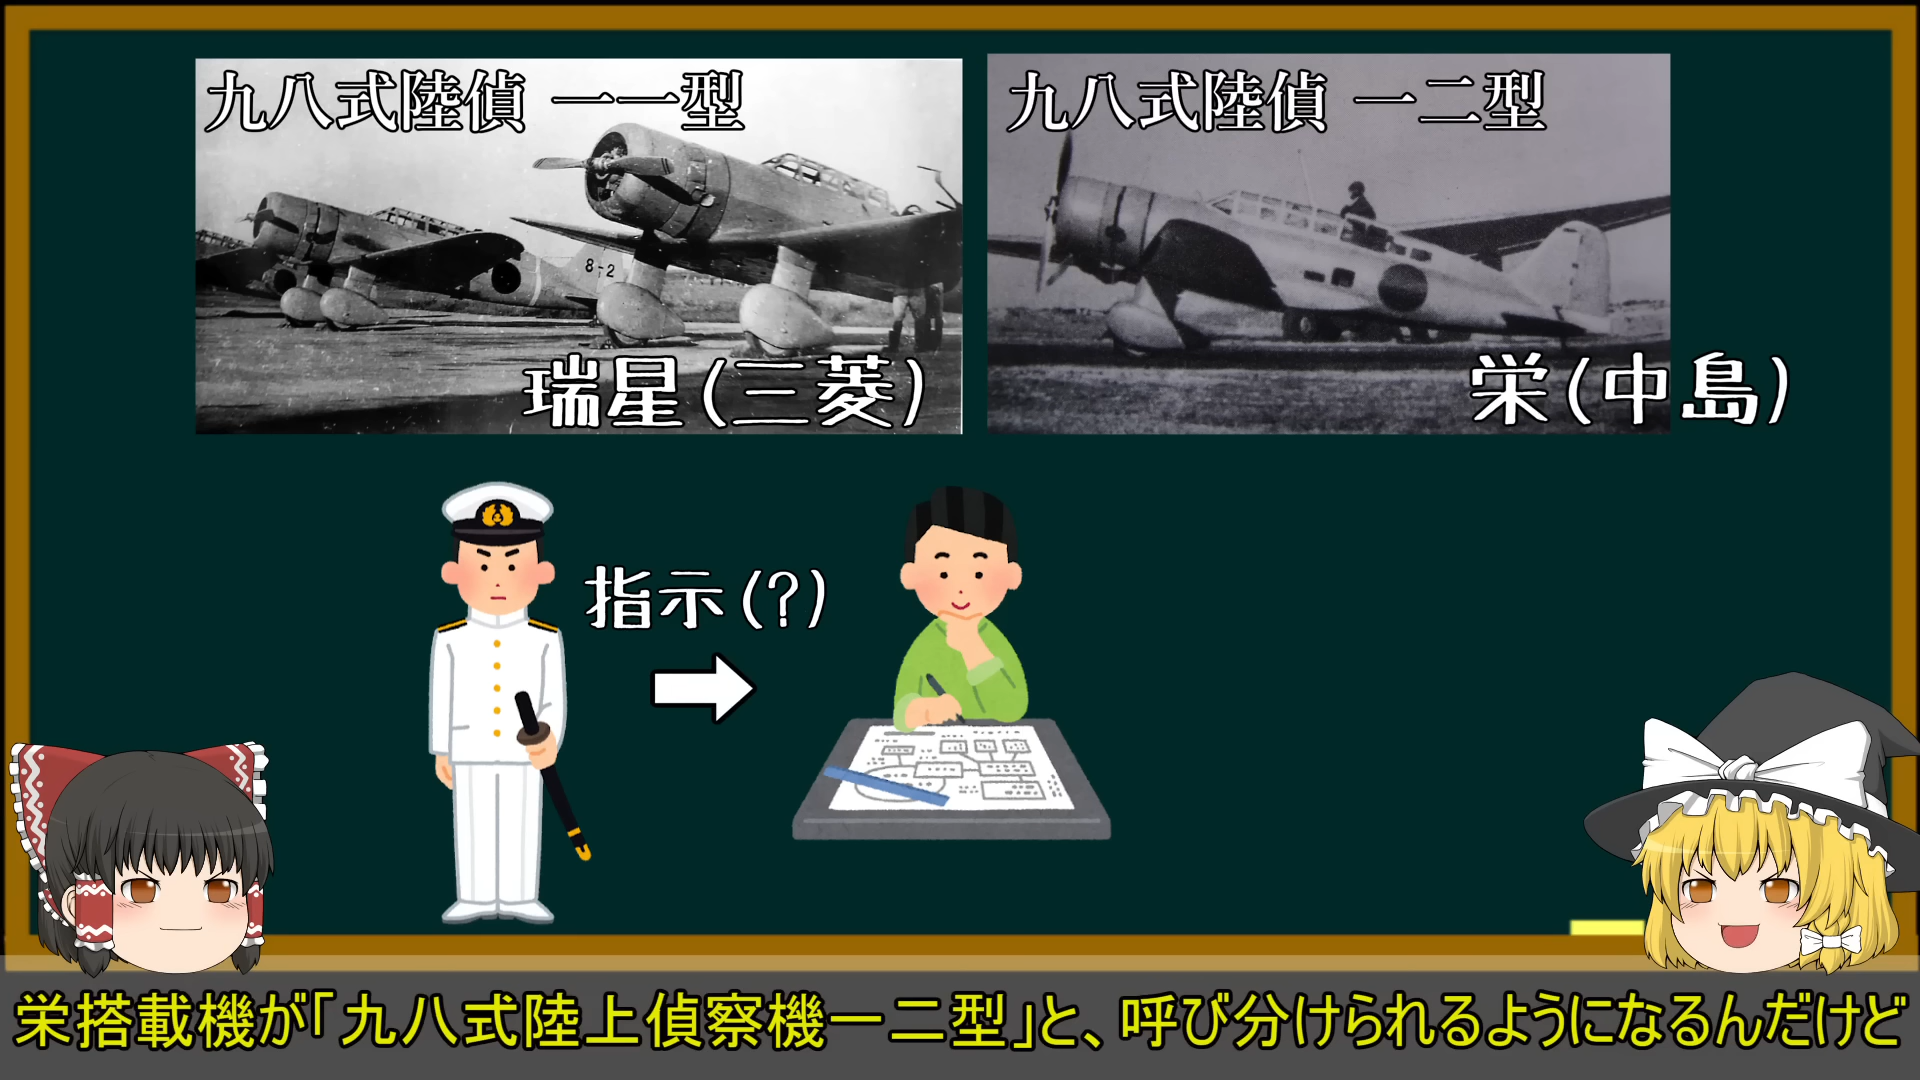 九八式陸偵 一一型
九八式陸偵 一二型
8-2
瑞星(三菱)
栄(中島)
指示(?)
栄搭載機が「九八式陸上偵察機一二型」と、呼び分けられるようになるんだけど